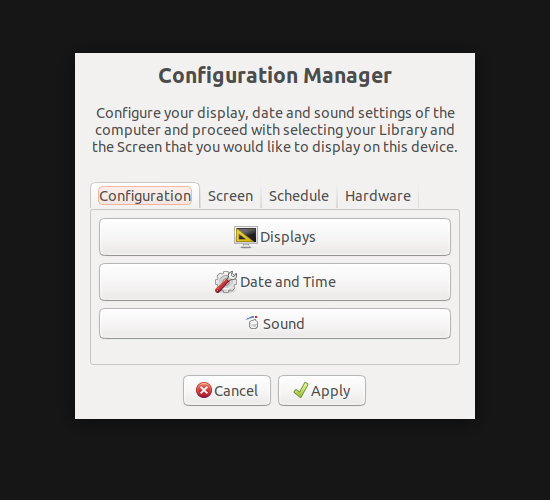 Configuration Manager
Configure your display, date and sound settings of the
computer and proceed with selecting your Library and
the Screen that you would like to display on this device.
Configuration Screen Schedule Hardware
Displays
Date and Time
Sound
Cancel Apply